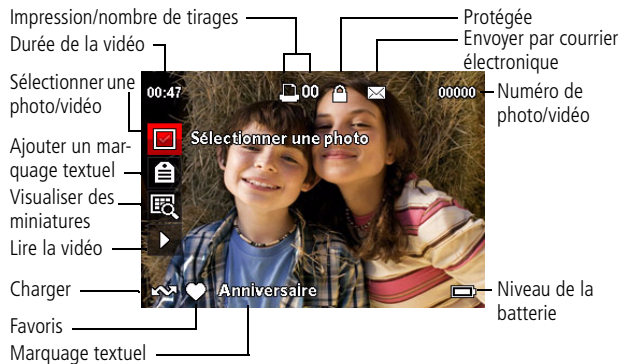 Impression/nombre de tirages
Durée de la vidéo
Sélectionner une
photo/vidéo
Ajouter un mar-
quage textuel
Visualiser des
miniatures
Lire la vidéo
Charger
Favoris
Marquage textuel
Protégée
Envoyer par courrier
électronique
Numéro de
photo/vidéo
Niveau de la
batterie
00:47
00
00000
Sélectionner une photo
Anniversaire